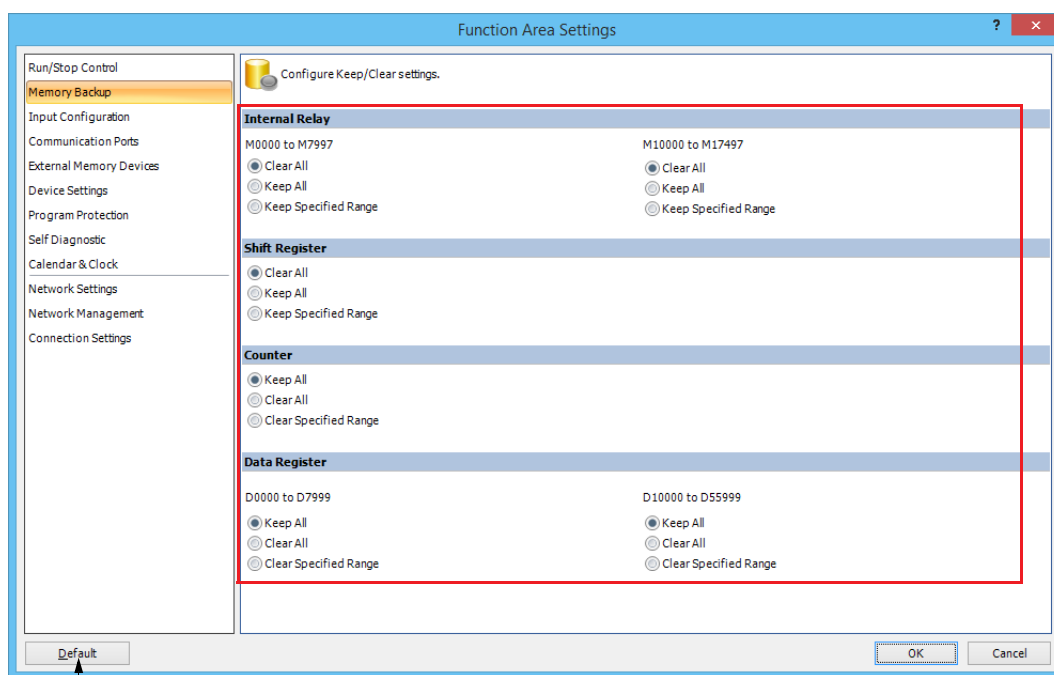 Function Area Settings
?
×
Run/Stop Control
Memory Backup
Input Configuration
Communication Ports
External Memory Devices
Device Settings
Program Protection
Self Diagnostic
Calendar & Clock
Network Settings
Network Management
Connection Settings
Configure Keep/Clear settings.
Internal Relay
M0000 to M7997 M10000 to M17497
Clear All Clear All
Keep All Keep All
Keep Specified Range Keep Specified Range
Shift Register
Clear All
Keep All
Keep Specified Range
Counter
Keep All
Clear All
Clear Specified Range
Data Register
D0000 to D7999 D10000 to D55999
Keep All Keep All
Clear All Clear All
Clear Specified Range Clear Specified Range
Default OK Cancel